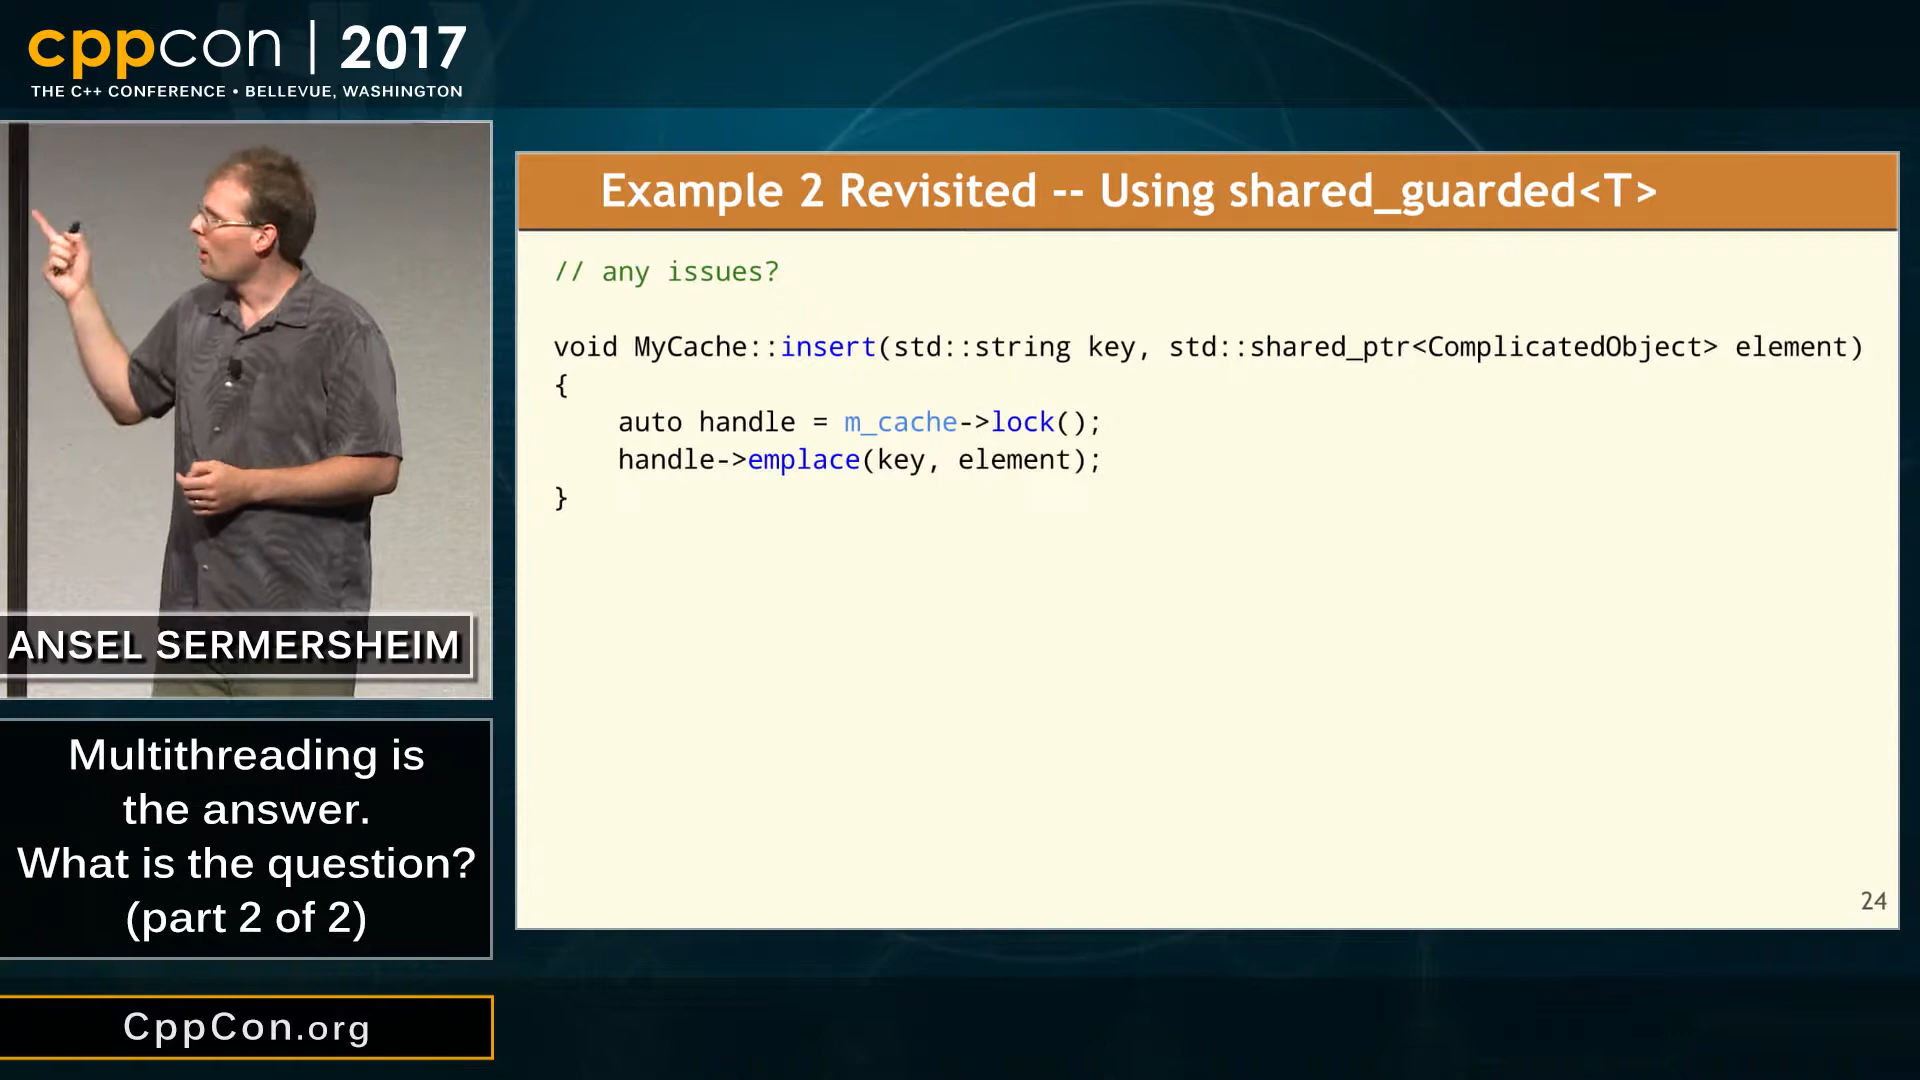 cppcon | 2017
THE C++ CONFERENCE • BELLEVUE, WASHINGTON
ANSEL SERMERSHEIM
Multithreading is
the answer.
What is the question?
(part 2 of 2)
CppCon.org
Example 2 Revisited -- Using shared_guarded<T>
// any issues?
void MyCache::insert(std::string key, std::shared_ptr<ComplicatedObject> element)
{
    auto handle = m_cache->lock();
    handle->emplace(key, element);
}
24